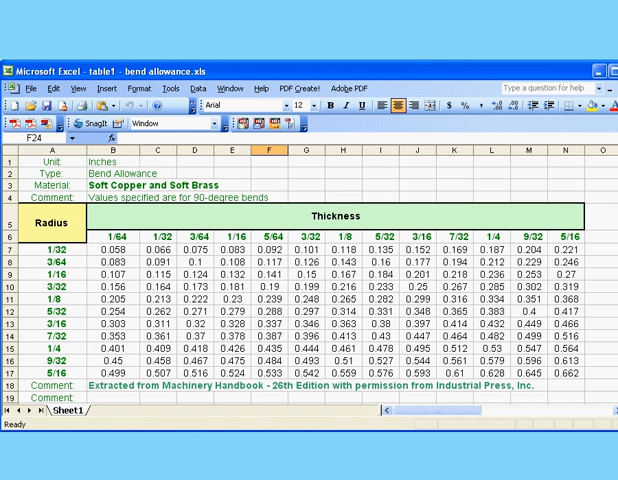 Microsoft Excel - table1 - bend allowance.xls
File Edit View Insert Format Tools Data Window Help PDF Create! Adobe PDF Type a question for help
Arial 12 B I U $ % ,
SnagIt Window
F24 fx
A B C D E F G H I J K L M N O
1 Unit: Inches
2 Type: Bend Allowance
3 Material: Soft Copper and Soft Brass
4 Comment: Values specified are for 90-degree bends
5 Radius Thickness
6 1/64 1/32 3/64 1/16 5/64 3/32 1/8 5/32 3/16 7/32 1/4 9/32 5/16
7 1/32 0.058 0.066 0.075 0.083 0.092 0.101 0.118 0.135 0.152 0.169 0.187 0.204 0.221
8 3/64 0.083 0.091 0.1 0.108 0.117 0.126 0.143 0.16 0.177 0.194 0.212 0.229 0.246
9 1/16 0.107 0.115 0.124 0.132 0.141 0.15 0.167 0.184 0.201 0.218 0.236 0.253 0.27
10 3/32 0.156 0.164 0.173 0.181 0.19 0.199 0.216 0.233 0.25 0.267 0.285 0.302 0.319
11 1/8 0.205 0.213 0.222 0.23 0.239 0.248 0.265 0.282 0.299 0.316 0.334 0.351 0.368
12 5/32 0.254 0.262 0.271 0.279 0.288 0.297 0.314 0.331 0.348 0.365 0.383 0.4 0.417
13 3/16 0.303 0.311 0.32 0.328 0.337 0.346 0.363 0.38 0.397 0.414 0.432 0.449 0.466
14 7/32 0.353 0.361 0.37 0.378 0.387 0.396 0.413 0.43 0.447 0.464 0.482 0.499 0.516
15 1/4 0.401 0.409 0.418 0.426 0.435 0.444 0.461 0.478 0.495 0.512 0.53 0.547 0.564
16 9/32 0.45 0.458 0.467 0.475 0.484 0.493 0.51 0.527 0.544 0.561 0.579 0.596 0.613
17 5/16 0.499 0.507 0.516 0.524 0.533 0.542 0.559 0.576 0.593 0.61 0.628 0.645 0.662
18 Comment: Extracted from Machinery Handbook - 26th Edition with permission from Industrial Press, Inc.
19 Comment:
Sheet1
Ready